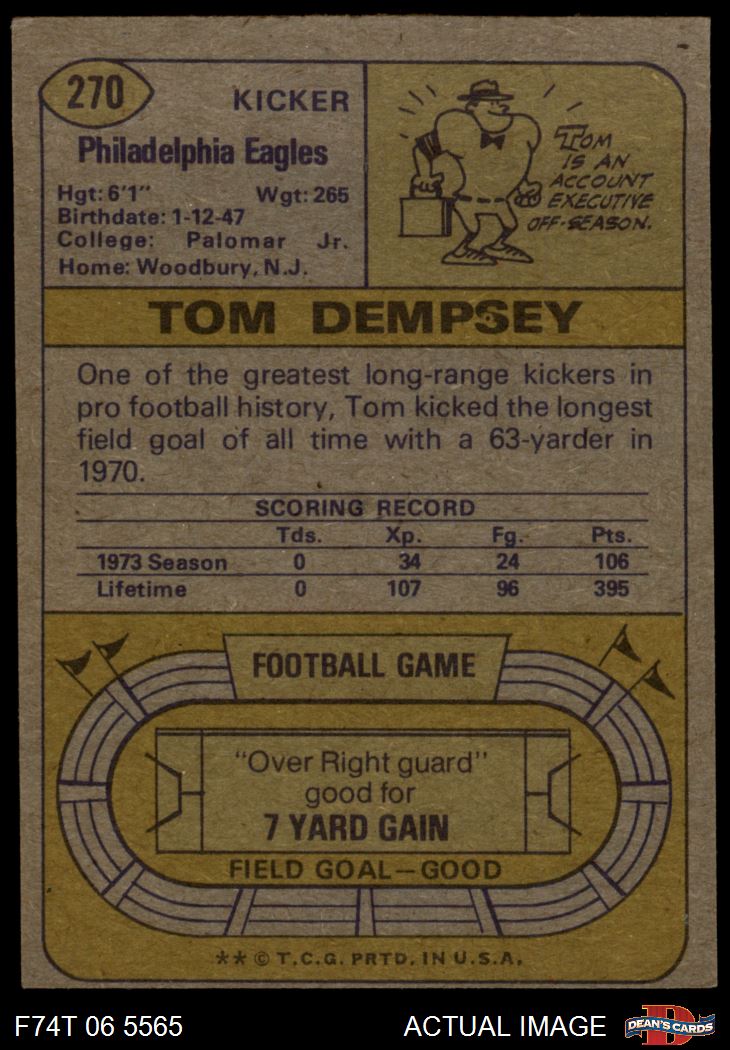 270
KICKER
Philadelphia Eagles
Hgt: 6'1" Wgt: 265
Birthdate: 1-12-47
College: Palomar Jr.
Home: Woodbury, N.J.
TOM
IS AN
ACCOUNT
EXECUTIVE
OFF-SEASON.
TOM DEMPSEY
One of the greatest long-range kickers in
pro football history, Tom kicked the longest
field goal of all time with a 63-yarder in
1970.
SCORING RECORD
Tds. Xp. Fg. Pts.
1973 Season 0 34 24 106
Lifetime 0 107 96 395
FOOTBALL GAME
"Over Right guard"
good for
7 YARD GAIN
FIELD GOAL—GOOD
** © T.C.G. PRTD. IN U.S.A.
F74T 06 5565
ACTUAL IMAGE
D
DEAN'S CARDS